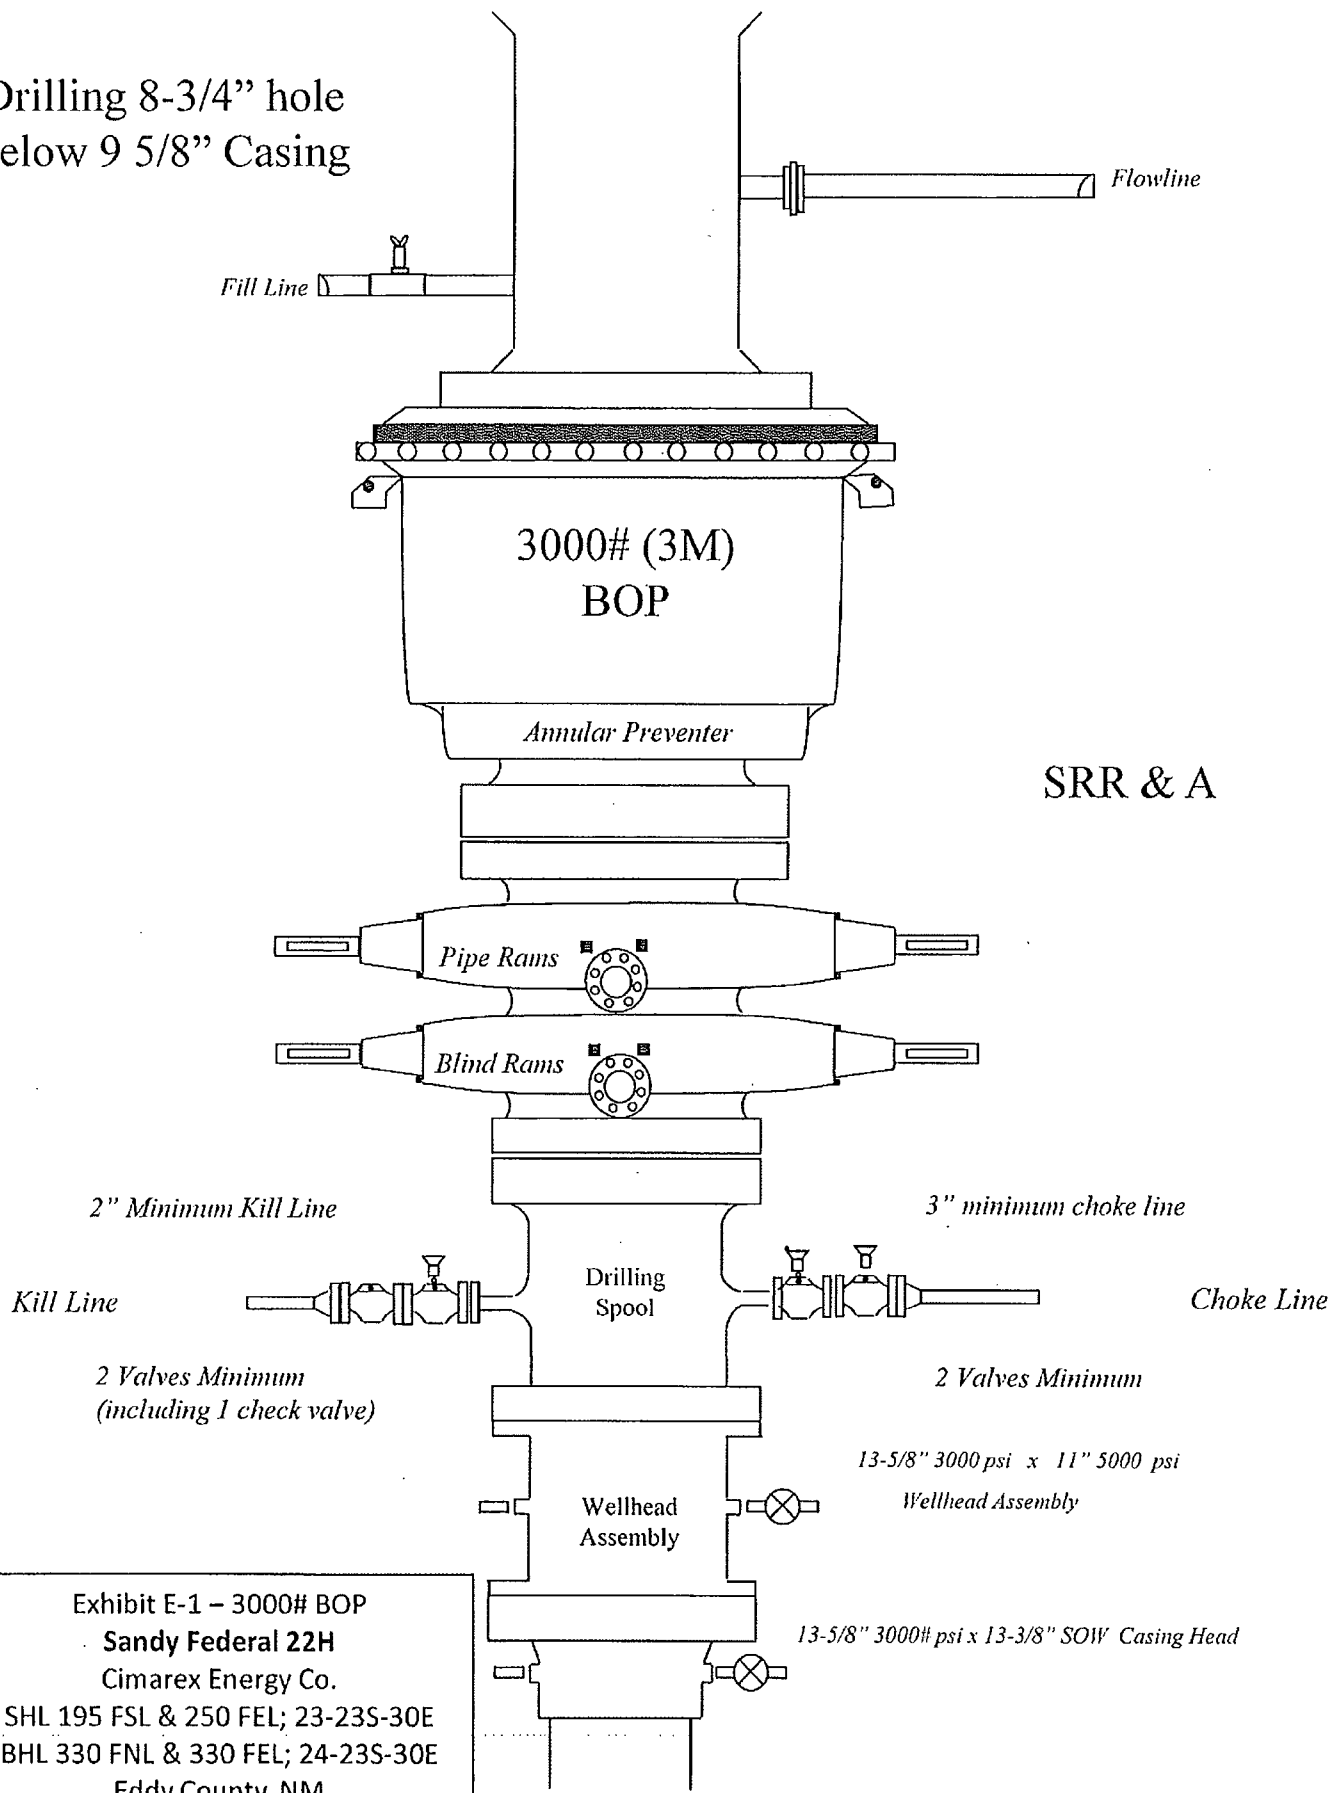 Drilling 8-3/4” hole
elow 9 5/8” Casing
Flowline
Fill Line
3000# (3M)
BOP
Annular Preventer
SRR & A
Pipe Rams
Blind Rams
2” Minimum Kill Line
3” minimum choke line
Drilling
Spool
Kill Line
Choke Line
2 Valves Minimum
(including 1 check valve)
2 Valves Minimum
13-5/8” 3000 psi x 11” 5000 psi
Wellhead Assembly
Wellhead
Assembly
Exhibit E-1 – 3000# BOP
Sandy Federal 22H
Cimarex Energy Co.
SHL 195 FSL & 250 FEL; 23-23S-30E
BHL 330 FNL & 330 FEL; 24-23S-30E
Eddy County, NM
13-5/8” 3000# psi x 13-3/8” SOW Casing Head